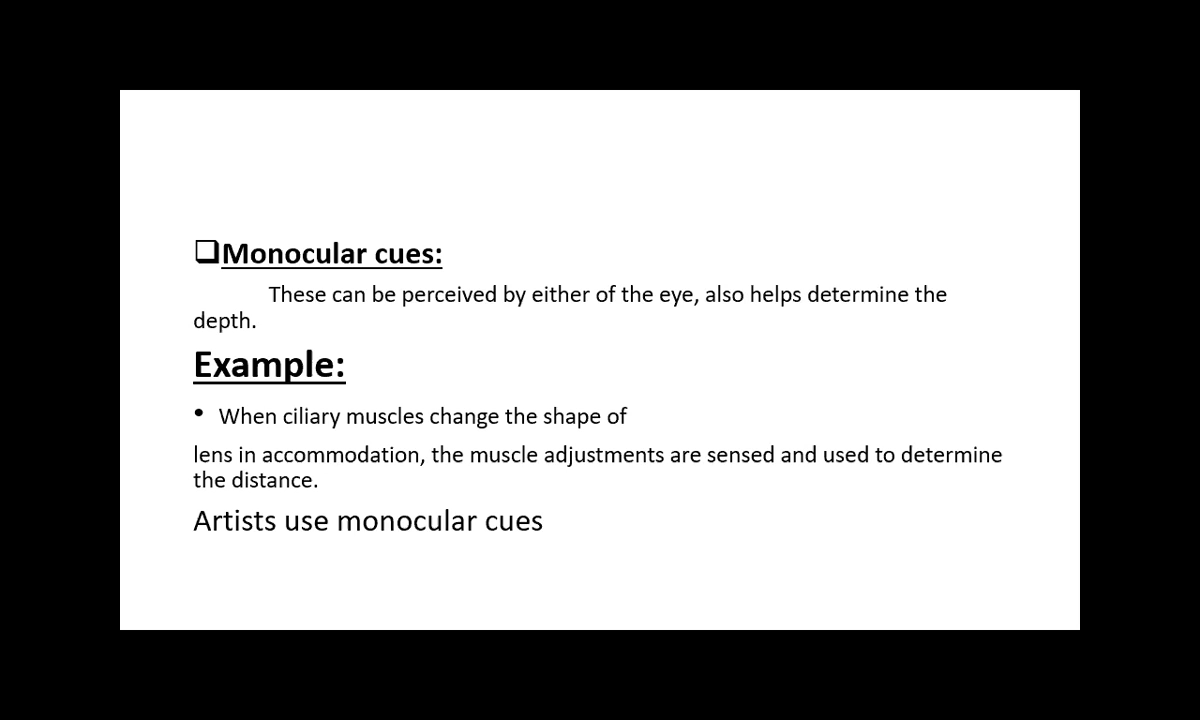 ❑Monocular cues:
These can be perceived by either of the eye, also helps determine the
depth.
Example:
• When ciliary muscles change the shape of
lens in accommodation, the muscle adjustments are sensed and used to determine
the distance.
Artists use monocular cues